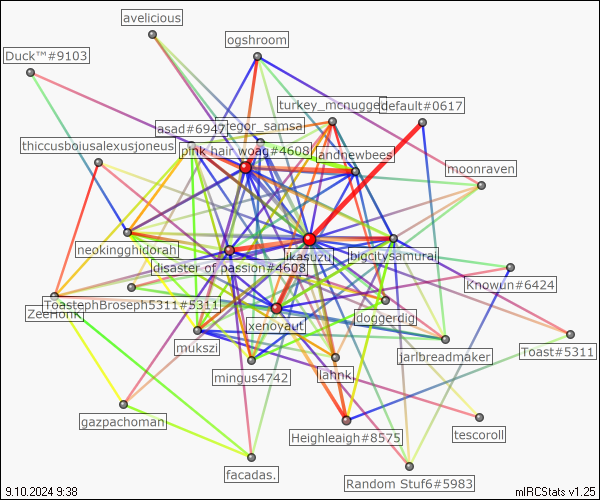 avelicious
ogshroom
Duck™#9103
turkey_mcnugget
default#0617
asad#6947
gregor_samsa
thiccusboiusalexusjoneus
pink hair woag#4608
andnewbees
moonraven
neokingghidorah
ikasuzu
bigcitysamurai
disaster of passion#4608
Knowun#6424
ToastephBroseph5311#5311
ZeeHonk
xenoyaut
doggerdig
mukszi
jarlbreadmaker
Toast#5311
mingus4742
lahnk
gazpachoman
Heighleaigh#8575
tescoroll
facadas.
Random Stuf6#5983
9.10.2024 9:38
mIRCStats v1.25